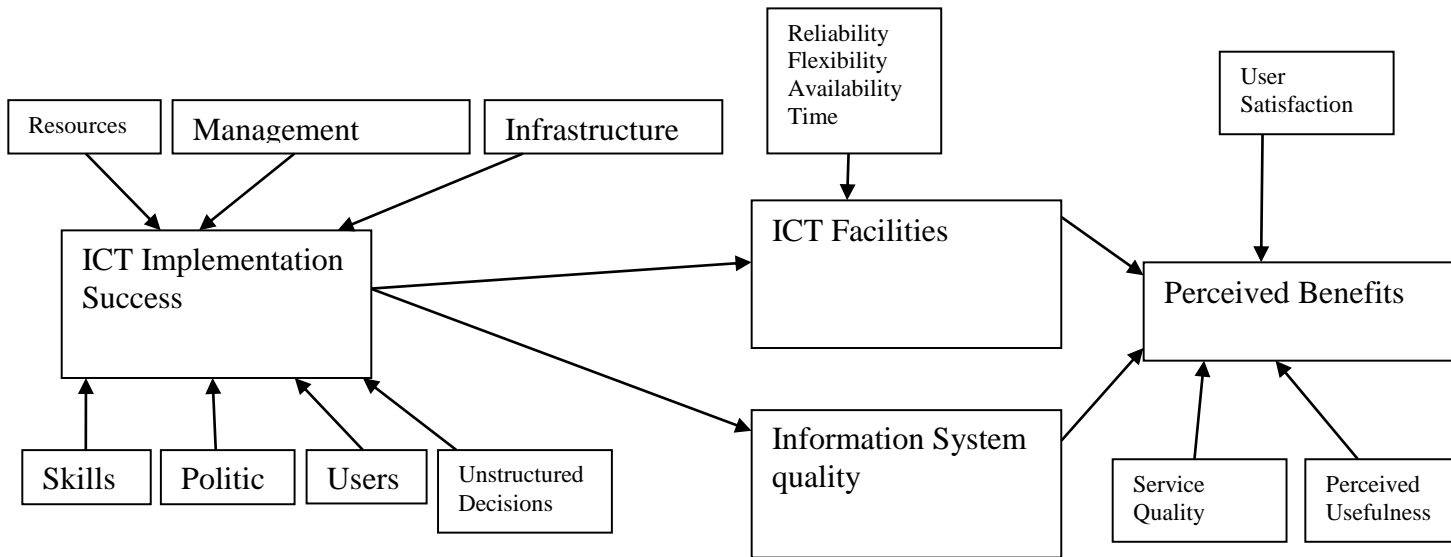 Reliability
Flexibility
Availability
Time
User
Satisfaction
Resources
Management
Infrastructure
ICT Implementation
Success
ICT Facilities
Perceived Benefits
Information System
quality
Skills
Politic
Users
Unstructured
Decisions
Service
Quality
Perceived
Usefulness